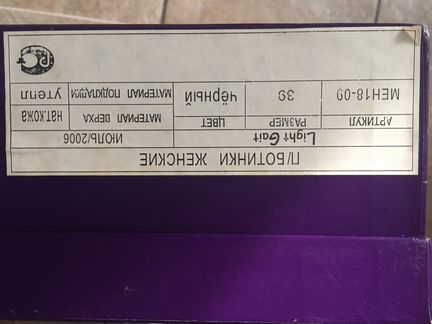 П/БОТИНКИ ЖЕНСКИЕ
Light Gait ИЮЛЬ/2006
АРТИКУЛ РАЗМЕР ЦВЕТ МАТЕРИАЛ ВЕРХА НАТ.КОЖА
МЕН18-09 39 ЧЁРНЫЙ МАТЕРИАЛ ПОДКЛАДКИ утепл
РСТ